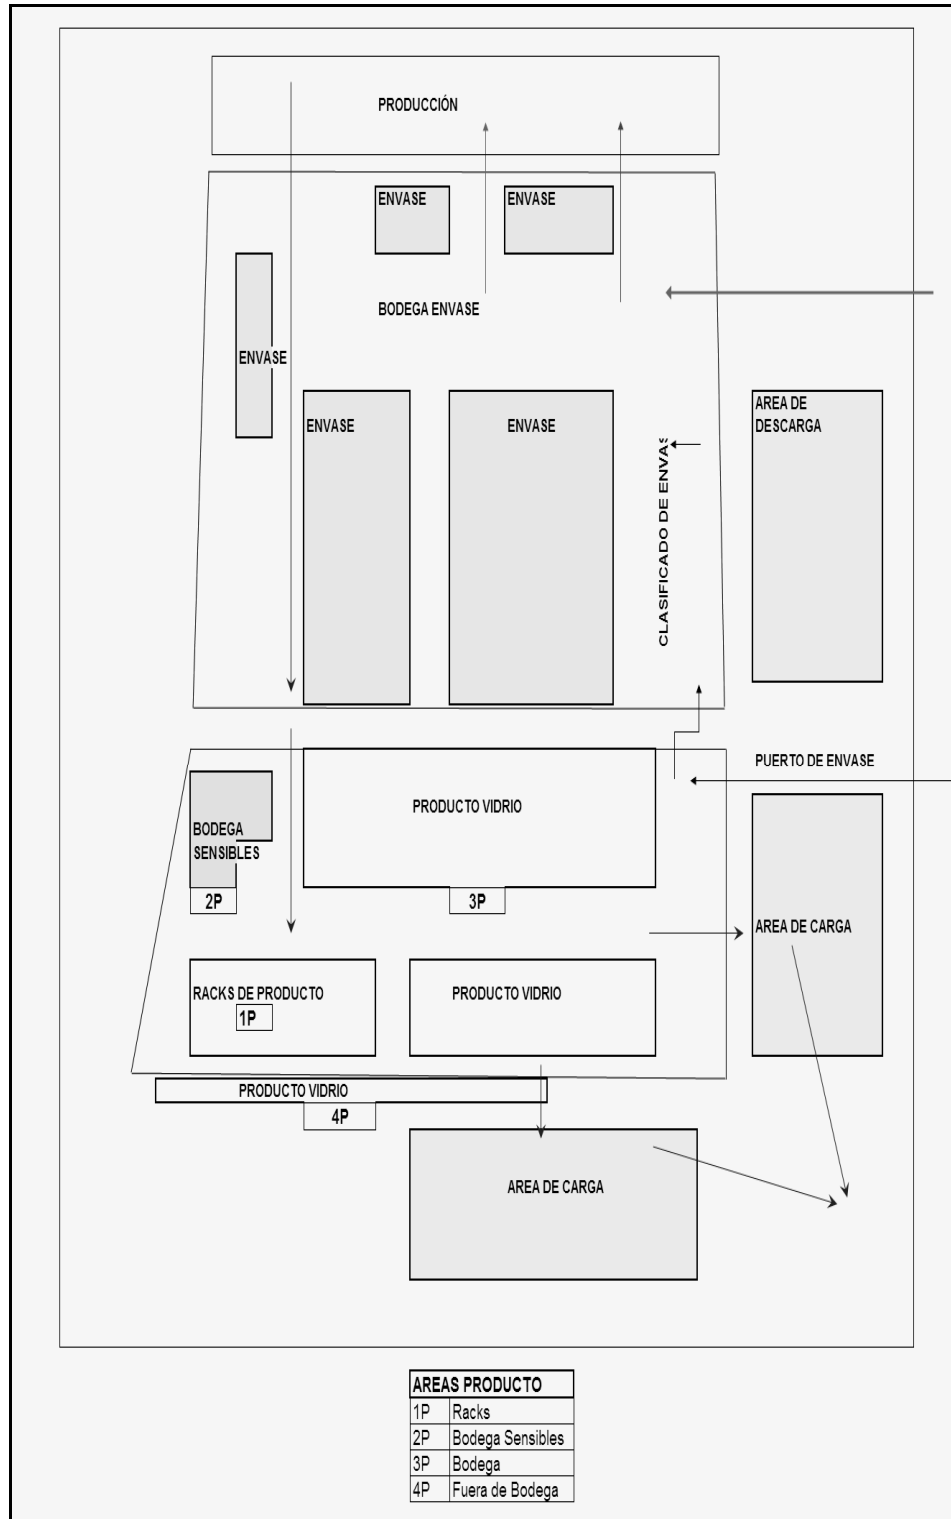 PRODUCCIÓN
ENVASE
ENVASE
BODEGA ENVASE
ENVASE
ENVASE
ENVASE
AREA DE
DESCARGA
CLASIFICADO DE ENVAS
PUERTO DE ENVASE
PRODUCTO VIDRIO
BODEGA
SENSIBLES
2P
3P
AREA DE CARGA
RACKS DE PRODUCTO
1P
PRODUCTO VIDRIO
PRODUCTO VIDRIO
4P
AREA DE CARGA
AREAS PRODUCTO
1P Racks
2P Bodega Sensibles
3P Bodega
4P Fuera de Bodega